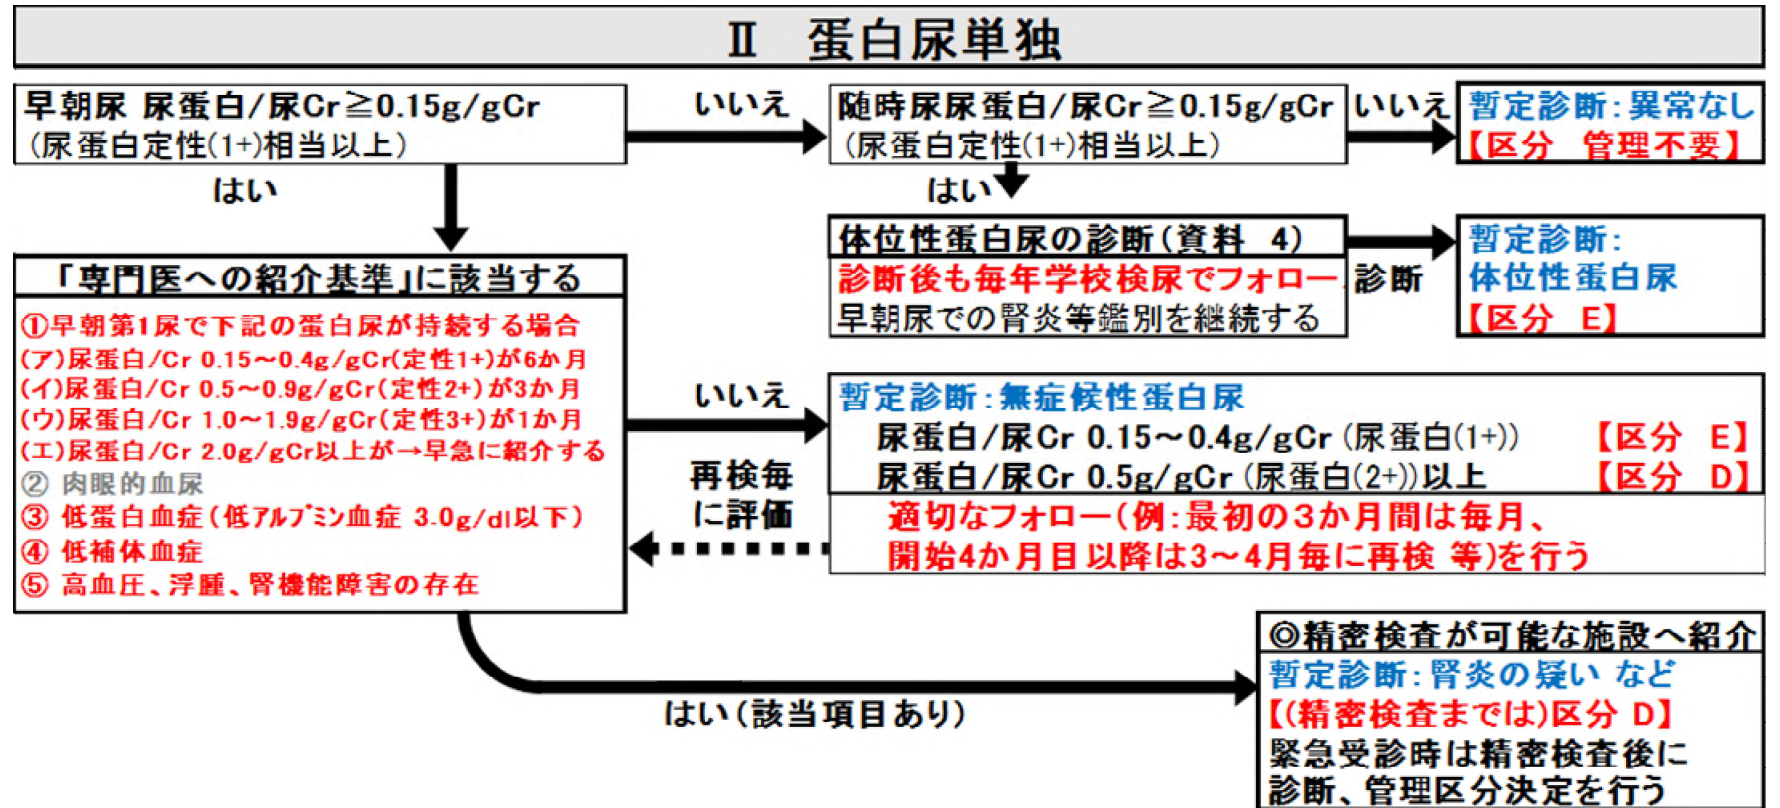 Ⅱ 蛋白尿単独
早朝尿 尿蛋白/尿Cr≧0.15g/gCr
(尿蛋白定性(1+)相当以上)
いいえ
随時尿尿蛋白/尿Cr≧0.15g/gCr
(尿蛋白定性(1+)相当以上)
いいえ
暫定診断:異常なし
【区分 管理不要】
はい
はい
体位性蛋白尿の診断(資料 4)
診断後も毎年学校検尿でフォロー
早朝尿での腎炎等鑑別を継続する
診断
暫定診断:
体位性蛋白尿
【区分 E】
「専門医への紹介基準」に該当する
①早朝第1尿で下記の蛋白尿が持続する場合
(ア)尿蛋白/Cr 0.15~0.4g/gCr(定性1+)が6か月
(イ)尿蛋白/Cr 0.5~0.9g/gCr(定性2+)が3か月
(ウ)尿蛋白/Cr 1.0~1.9g/gCr(定性3+)が1か月
(エ)尿蛋白/Cr 2.0g/gCr以上が→早急に紹介する
② 肉眼的血尿
③ 低蛋白血症(低アルブミン血症 3.0g/dl以下)
④ 低補体血症
⑤ 高血圧、浮腫、腎機能障害の存在
いいえ
再検毎
に評価
暫定診断:無症候性蛋白尿
尿蛋白/尿Cr 0.15~0.4g/gCr (尿蛋白(1+)) 【区分 E】
尿蛋白/尿Cr 0.5g/gCr (尿蛋白(2+))以上 【区分 D】
適切なフォロー(例:最初の3か月間は毎月、
開始4か月目以降は3~4月毎に再検 等)を行う
はい(該当項目あり)
◎精密検査が可能な施設へ紹介
暫定診断:腎炎の疑い など
【(精密検査までは)区分 D】
緊急受診時は精密検査後に
診断、管理区分決定を行う